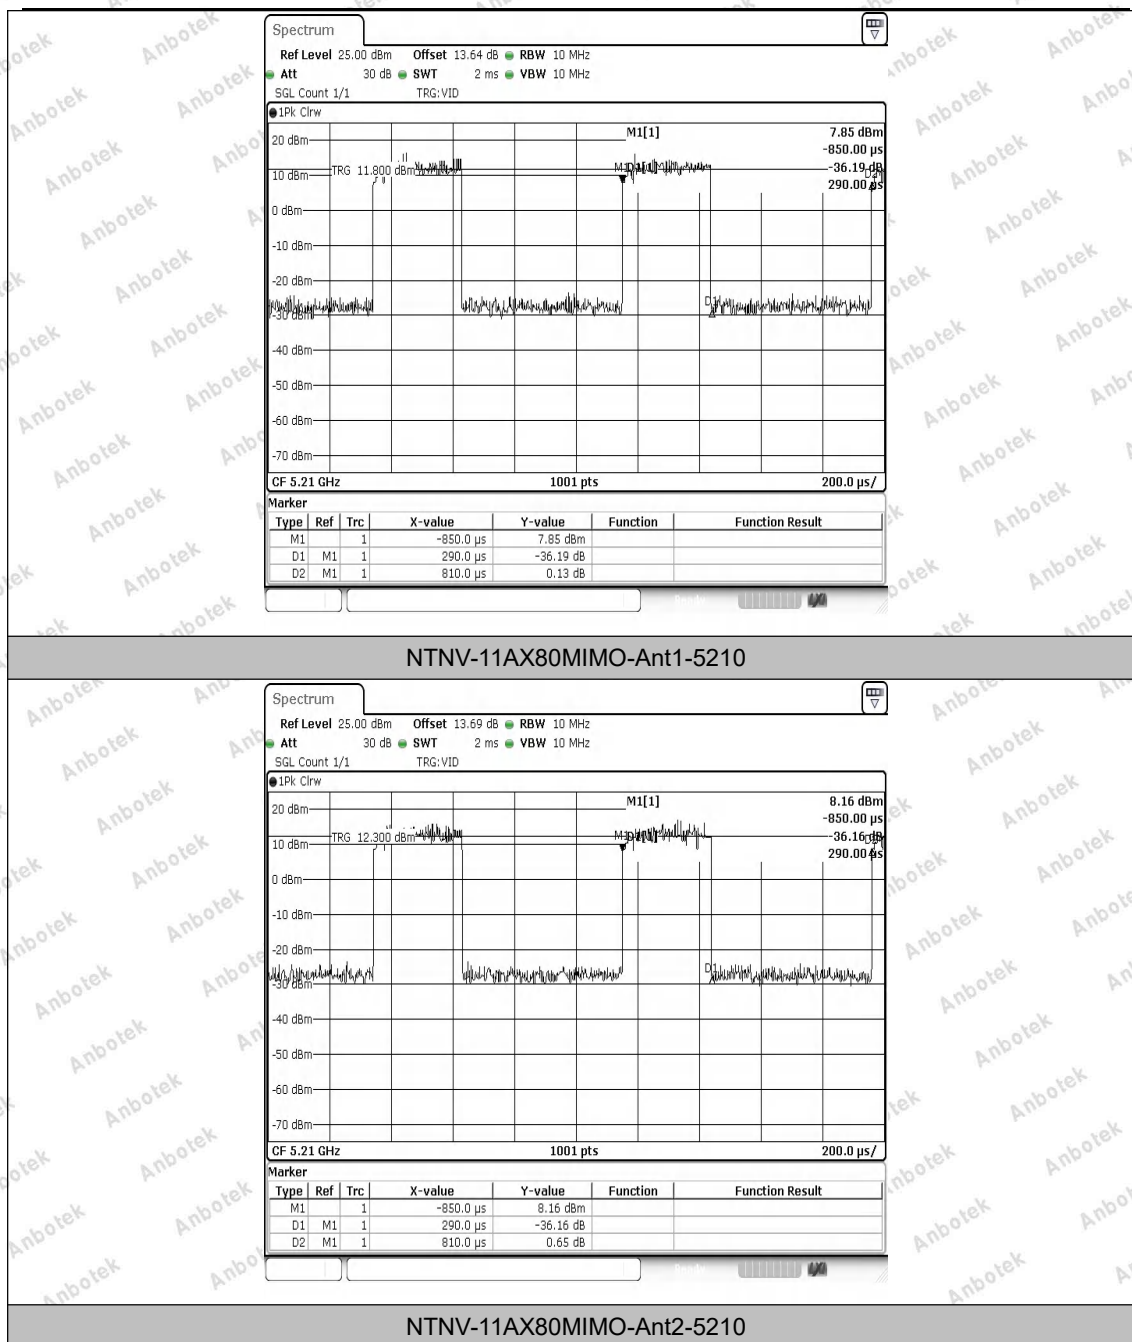 Spectrum
Ref Level 25.00 dBm Offset 13.64 dB RBW 10 MHz
Att 30 dB SWT 2 ms VBW 10 MHz
SGL Count 1/1 TRG:VID
1Pk Clrw
M1[1] 7.85 dBm
-850.00 µs
-36.19 dB
290.00 µs
20 dBm
TRG 11.800 dBm
10 dBm
0 dBm
-10 dBm
-20 dBm
-30 dBm
-40 dBm
-50 dBm
-60 dBm
-70 dBm
M1
D2
D1
CF 5.21 GHz 1001 pts 200.0 µs/
Marker
Type Ref Trc X-value Y-value Function Function Result
M1 1 -850.0 µs 7.85 dBm
D1 M1 1 290.0 µs -36.19 dB
D2 M1 1 810.0 µs 0.13 dB
NTNV-11AX80MIMO-Ant1-5210
Spectrum
Ref Level 25.00 dBm Offset 13.69 dB RBW 10 MHz
Att 30 dB SWT 2 ms VBW 10 MHz
SGL Count 1/1 TRG:VID
1Pk Clrw
M1[1] 8.16 dBm
-850.00 µs
-36.16 dB
290.00 µs
20 dBm
TRG 12.300 dBm
10 dBm
0 dBm
-10 dBm
-20 dBm
-30 dBm
-40 dBm
-50 dBm
-60 dBm
-70 dBm
M1
D1
CF 5.21 GHz 1001 pts 200.0 µs/
Marker
Type Ref Trc X-value Y-value Function Function Result
M1 1 -850.0 µs 8.16 dBm
D1 M1 1 290.0 µs -36.16 dB
D2 M1 1 810.0 µs 0.65 dB
NTNV-11AX80MIMO-Ant2-5210
Anbotek